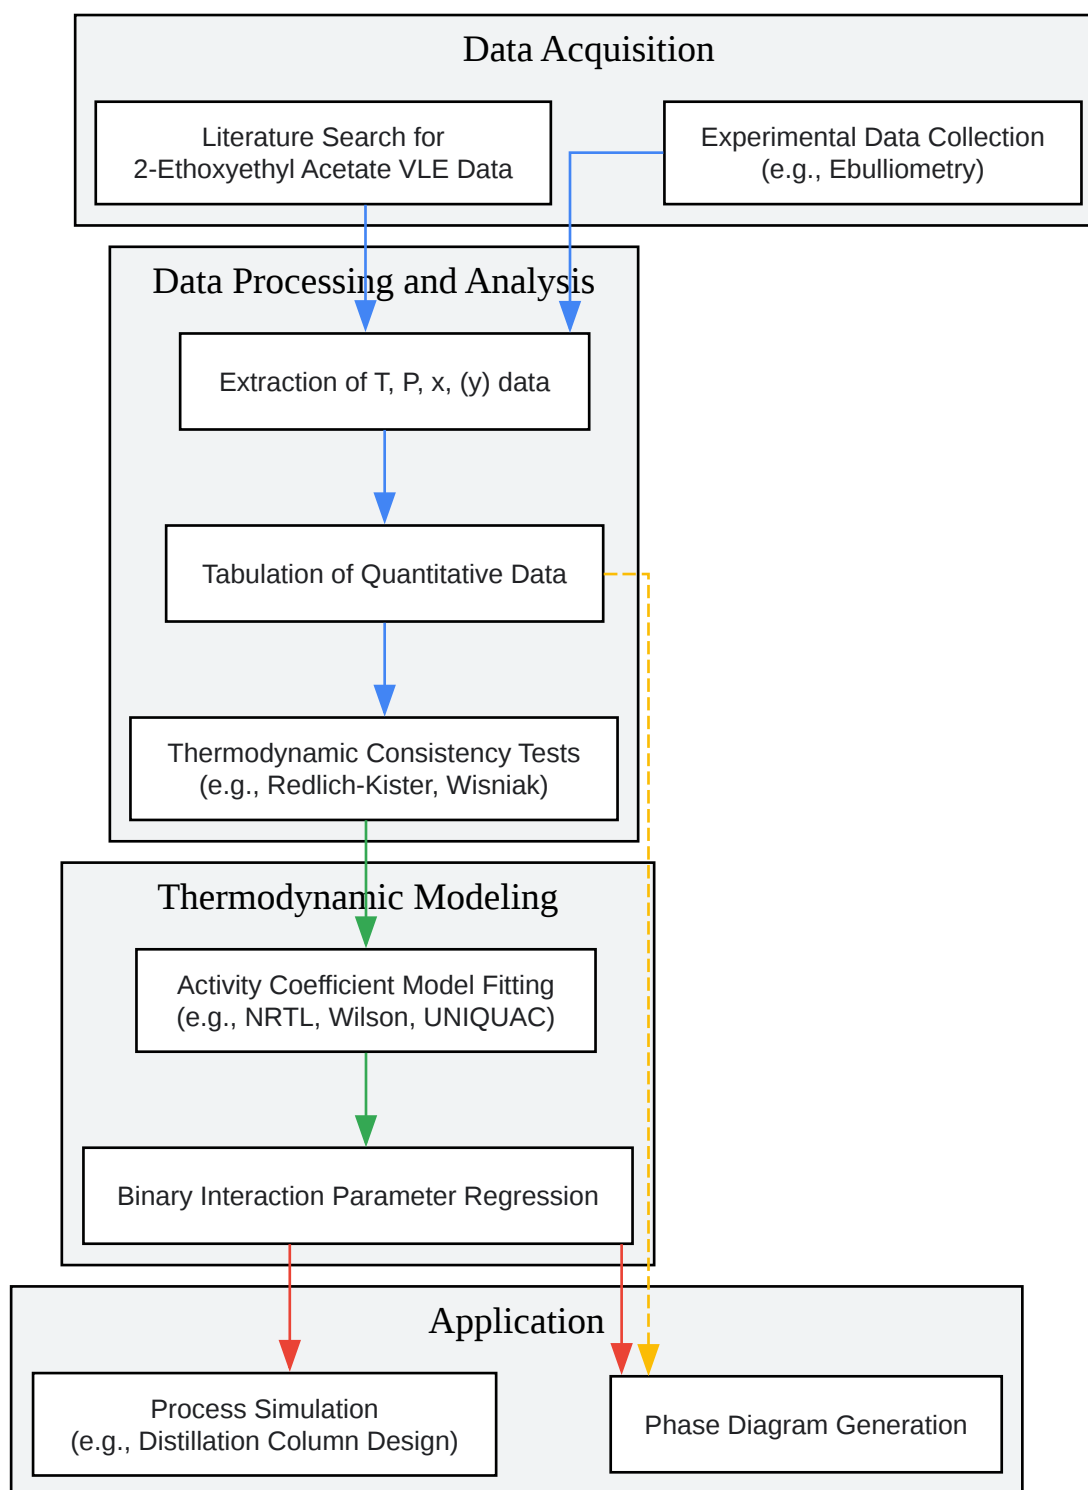 Data Acquisition
Literature Search for
2-Ethoxyethyl Acetate VLE Data
Experimental Data Collection
(e.g., Ebulliometry)
Data Processing and Analysis
Extraction of T, P, x, (y) data
Tabulation of Quantitative Data
Thermodynamic Consistency Tests
(e.g., Redlich-Kister, Wisniak)
Thermodynamic Modeling
Activity Coefficient Model Fitting
(e.g., NRTL, Wilson, UNIQUAC)
Binary Interaction Parameter Regression
Application
Process Simulation
(e.g., Distillation Column Design)
Phase Diagram Generation